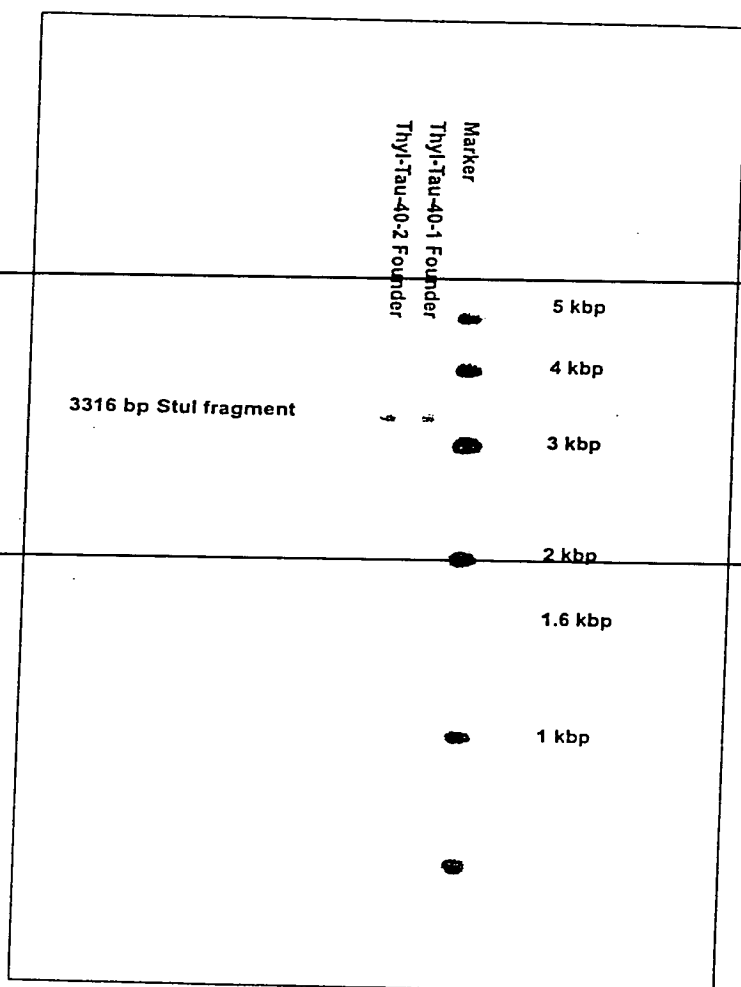 Marker
Thyl-Tau-40-1 Founder
Thyl-Tau-40-2 Founder
5 kbp
4 kbp
3316 bp StuI fragment
3 kbp
2 kbp
1.6 kbp
1 kbp